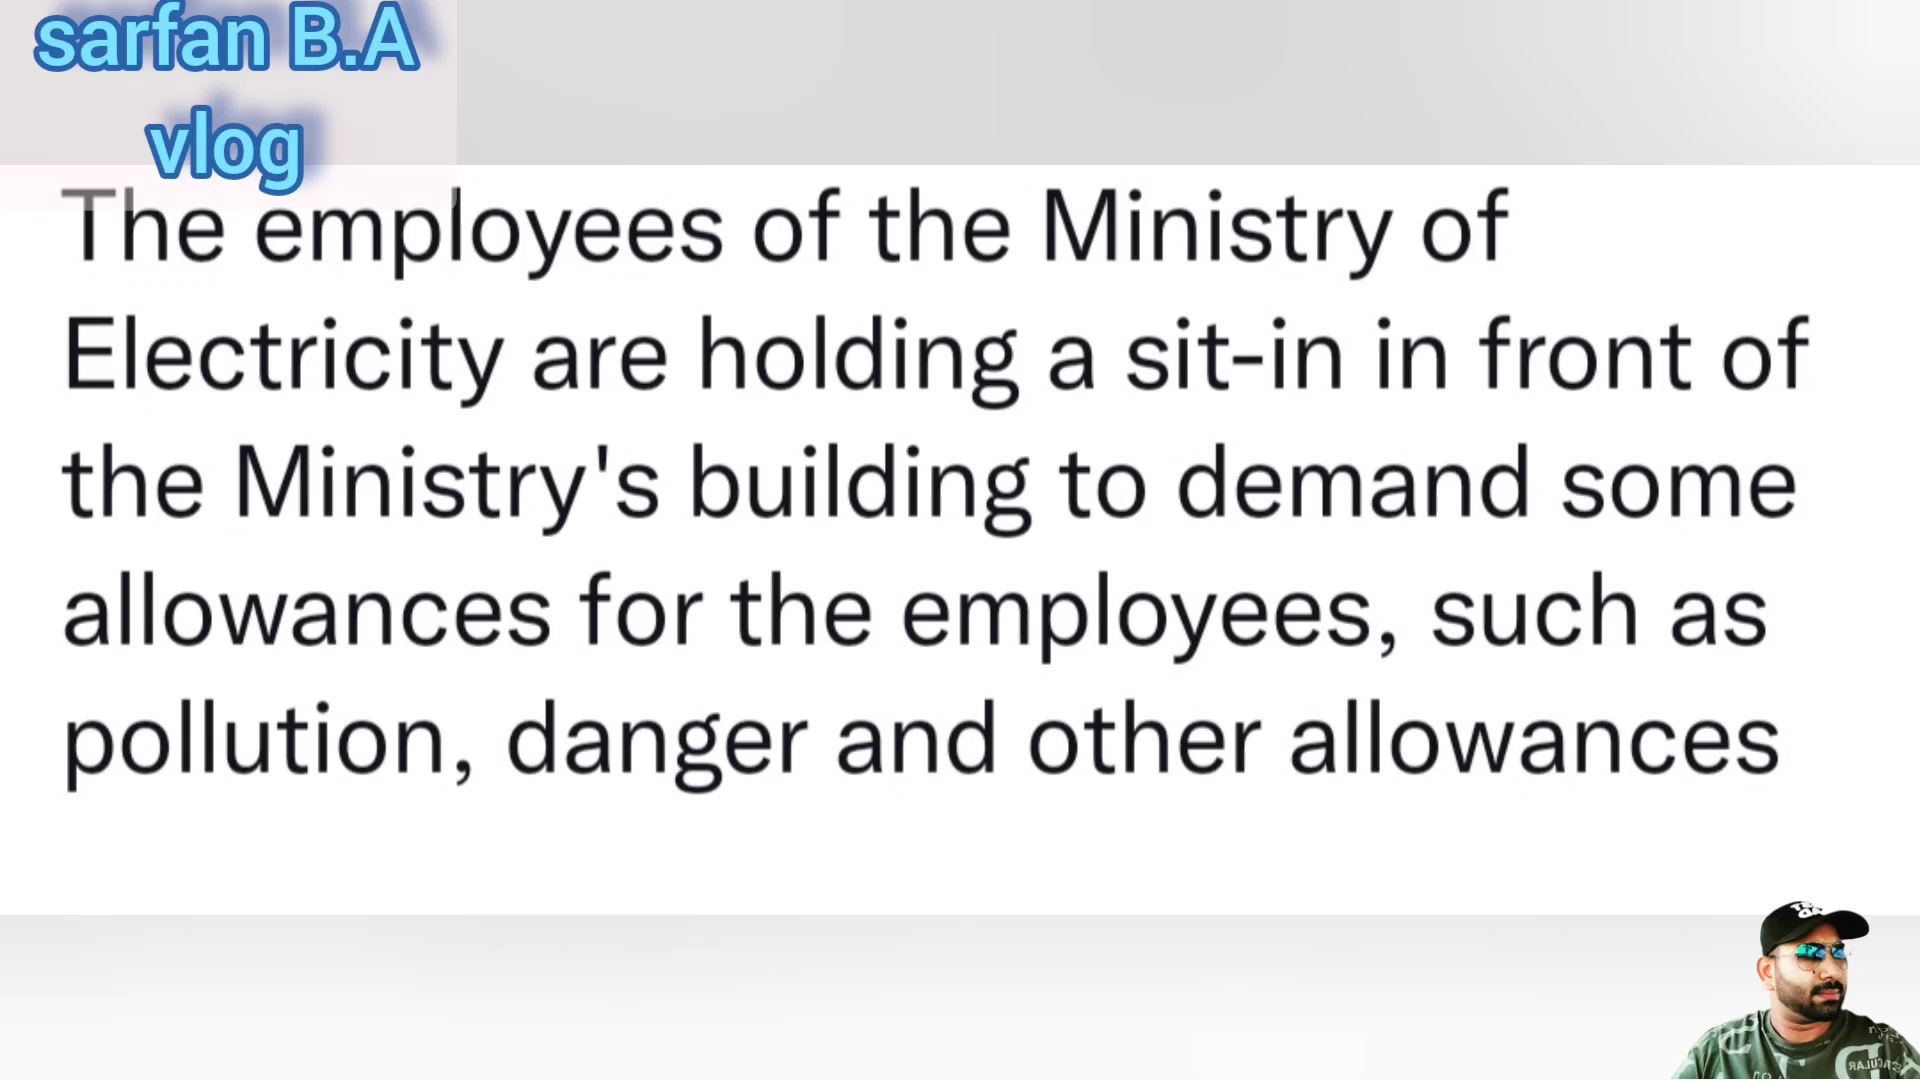 sarfan B.A
vlog
The employees of the Ministry of
Electricity are holding a sit-in in front of
the Ministry's building to demand some
allowances for the employees, such as
pollution, danger and other allowances